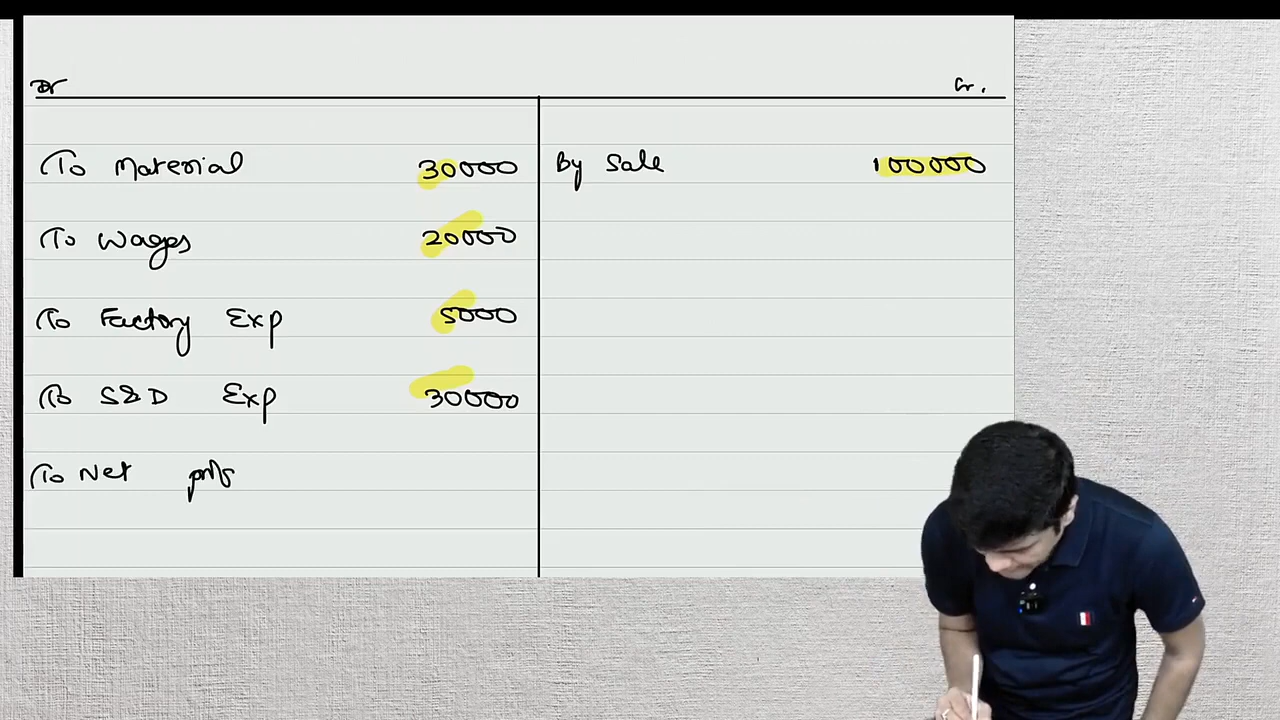 Dr Cr.
To Material 30000 By Sale 100000
To Wages 20000
To Factory Exp 5000
To S&D Exp 30000
To Net